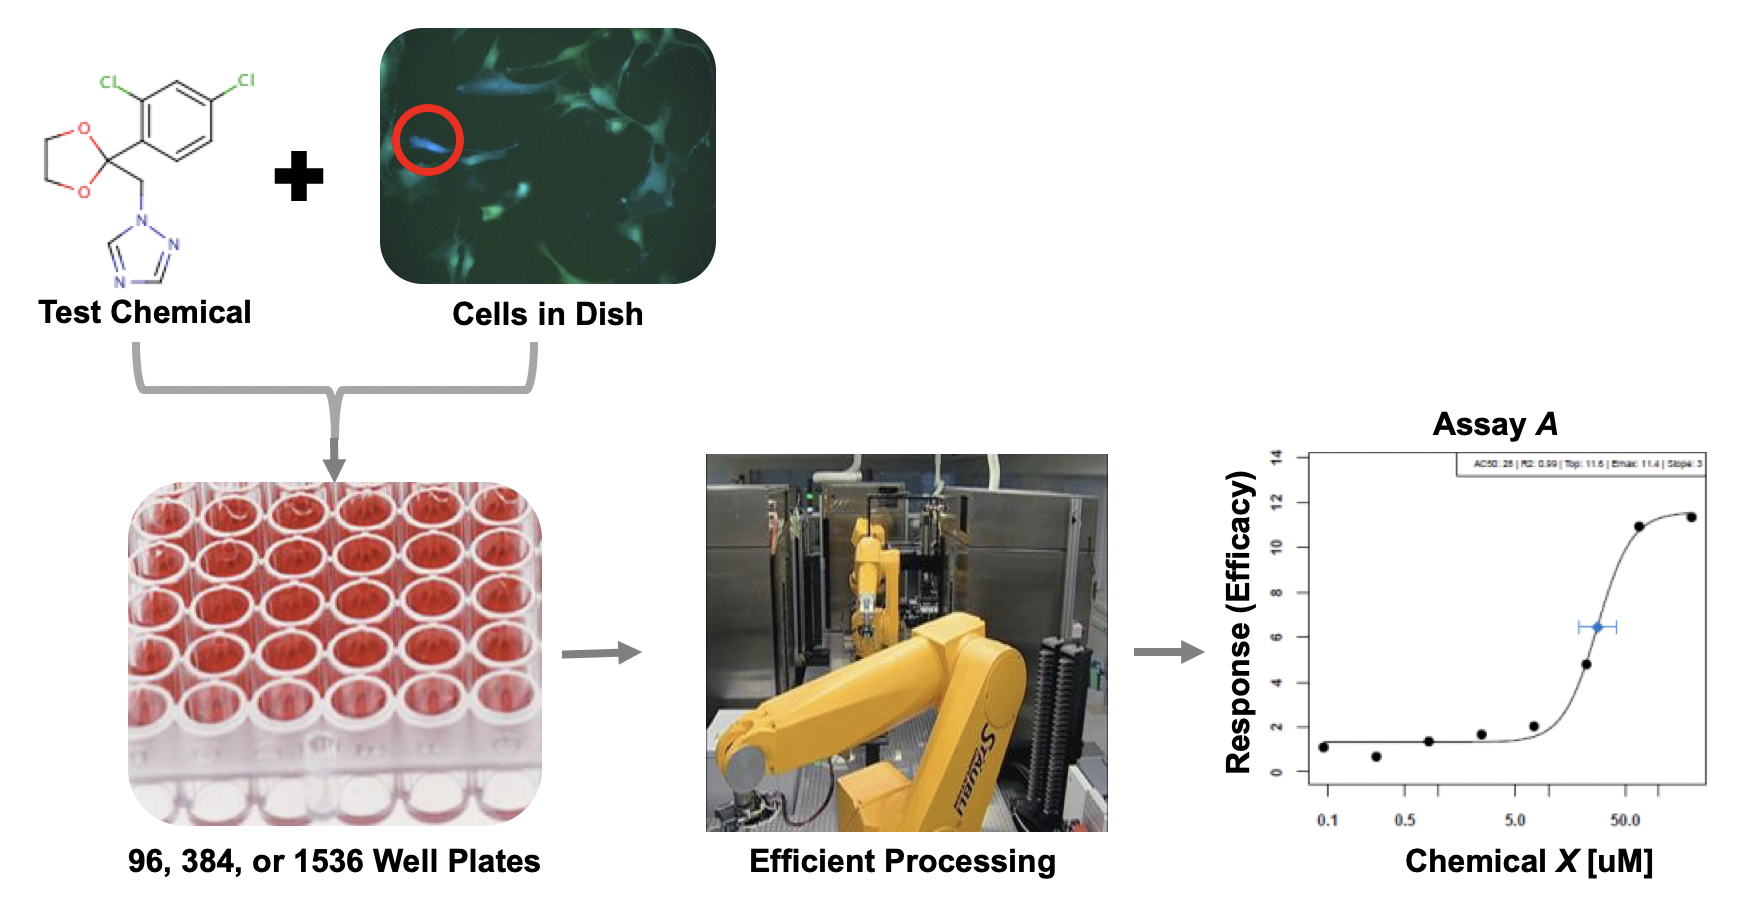 Cl
Cl
O
O
N
N
N
Test Chemical
Cells in Dish
96, 384, or 1536 Well Plates
STÄUBLI
Efficient Processing
Assay A
AC50: 28 | R2: 0.99 | Top: 11.6 | Emax: 11.4 | Slope: 3
Response (Efficacy)
14
12
10
8
6
4
2
0
0.1 0.5 5.0 50.0
Chemical X [uM]